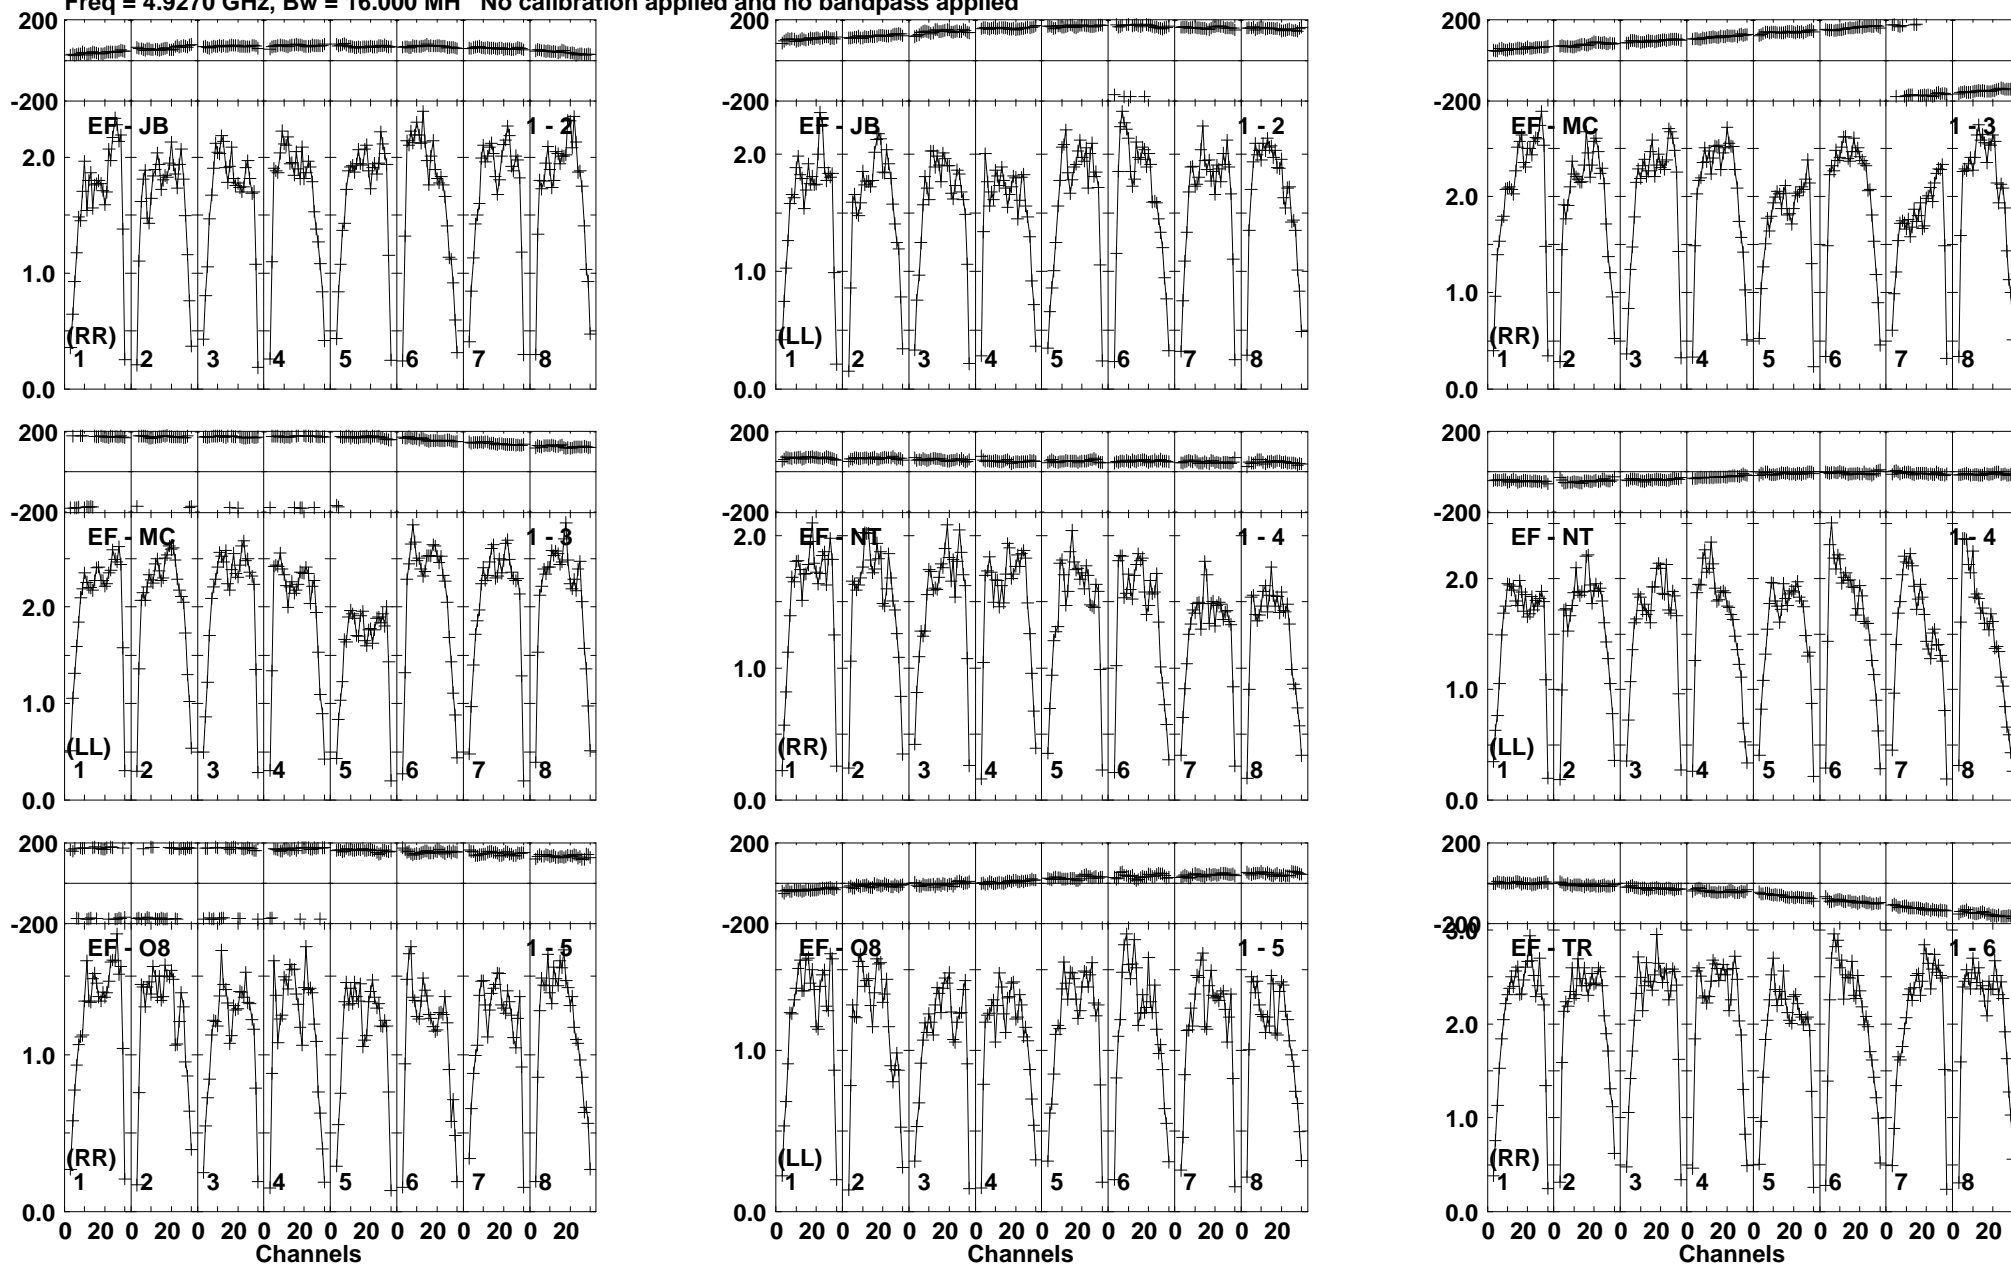 Freq = 4.9270 GHz, Bw = 16.000 MH No calibration applied and no bandpass applied
200 200 200
-200 -200 -200
EF - JB 1 - 2 EF - JB 1 - 2 EF - MC 1 - 3
2.0 2.0 2.0
1.0 1.0 1.0
(RR) (LL) (RR)
1 2 3 4 5 6 7 8 1 2 3 4 5 6 7 8 1 2 3 4 5 6 7 8
0.0 0.0 0.0
200 200 200
-200 -200 -200
EF - MC 1 - 3 EF - NT 1 - 4 EF - NT 1 - 4
2.0 2.0 2.0
1.0 1.0 1.0
(LL) (RR) (LL)
1 2 3 4 5 6 7 8 1 2 3 4 5 6 7 8 1 2 3 4 5 6 7 8
0.0 0.0 0.0
200 200 200
-200 -200 -200
3.0
EF - O8 1 - 5 EF - O8 1 - 5 EF - TR 1 - 6
2.0
1.0 1.0 1.0
(RR) (LL) (RR)
1 2 3 4 5 6 7 8 1 2 3 4 5 6 7 8 1 2 3 4 5 6 7 8
0.0 0.0 0.0
0 20 0 20 0 20 0 20 0 20 0 20 0 20 0 20 0 20 0 20 0 20 0 20 0 20 0 20 0 20 0 20 0 20 0 20 0 20 0 20 0 20 0 20 0 20 0 20
Channels Channels Channels